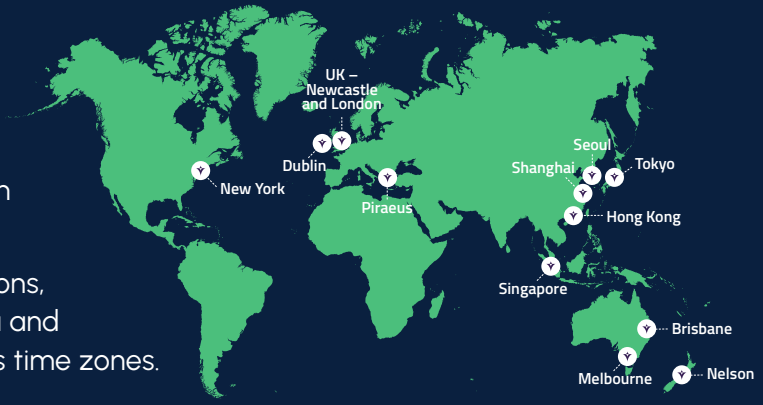 UK –
Newcastle
and London
Dublin
New York
Piraeus
Seoul
Shanghai
Tokyo
Hong Kong
Singapore
Brisbane
Melbourne
Nelson
and
time zones.